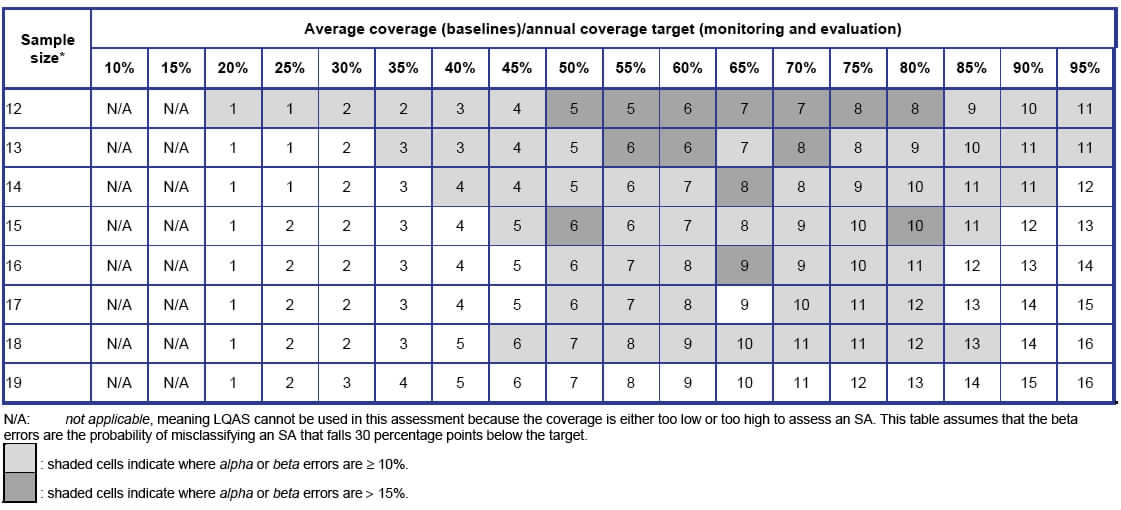 Sample size* Average coverage (baselines)/annual coverage target (monitoring and evaluation)
10% 15% 20% 25% 30% 35% 40% 45% 50% 55% 60% 65% 70% 75% 80% 85% 90% 95%
12 N/A N/A 1 1 2 2 3 4 5 5 6 7 7 8 8 9 10 11
13 N/A N/A 1 1 2 3 3 4 5 6 6 7 8 8 9 10 11 11
14 N/A N/A 1 1 2 3 4 4 5 6 7 8 8 9 10 11 11 12
15 N/A N/A 1 2 2 3 4 5 6 6 7 8 9 10 10 11 12 13
16 N/A N/A 1 2 2 3 4 5 6 7 8 9 9 10 11 12 13 14
17 N/A N/A 1 2 2 3 4 5 6 7 8 9 10 11 12 13 14 15
18 N/A N/A 1 2 2 3 5 6 7 8 9 10 11 11 12 13 14 16
19 N/A N/A 1 2 3 4 5 6 7 8 9 10 11 12 13 14 15 16
N/A: not applicable, meaning LQAS cannot be used in this assessment because the coverage is either too low or too high to assess an SA. This table assumes that the beta
errors are the probability of misclassifying an SA that falls 30 percentage points below the target.
: shaded cells indicate where alpha or beta errors are ≥ 10%.
: shaded cells indicate where alpha or beta errors are > 15%.